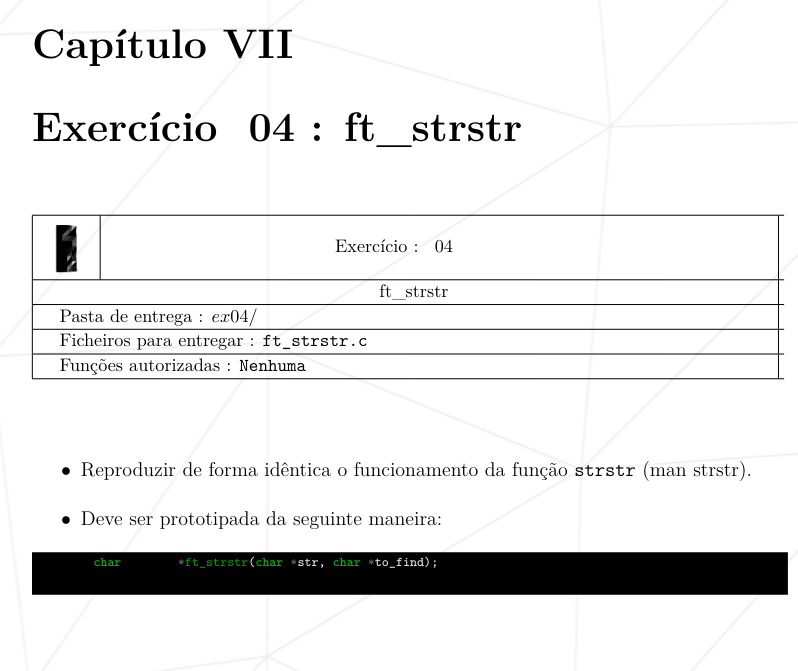 Capítulo VII
Exercício 04 : ft_strstr
Exercício : 04
ft_strstr
Pasta de entrega : ex04/
Ficheiros para entregar : ft_strstr.c
Funções autorizadas : Nenhuma
• Reproduzir de forma idêntica o funcionamento da função strstr (man strstr).
• Deve ser prototipada da seguinte maneira:
char *ft_strstr(char *str, char *to_find);